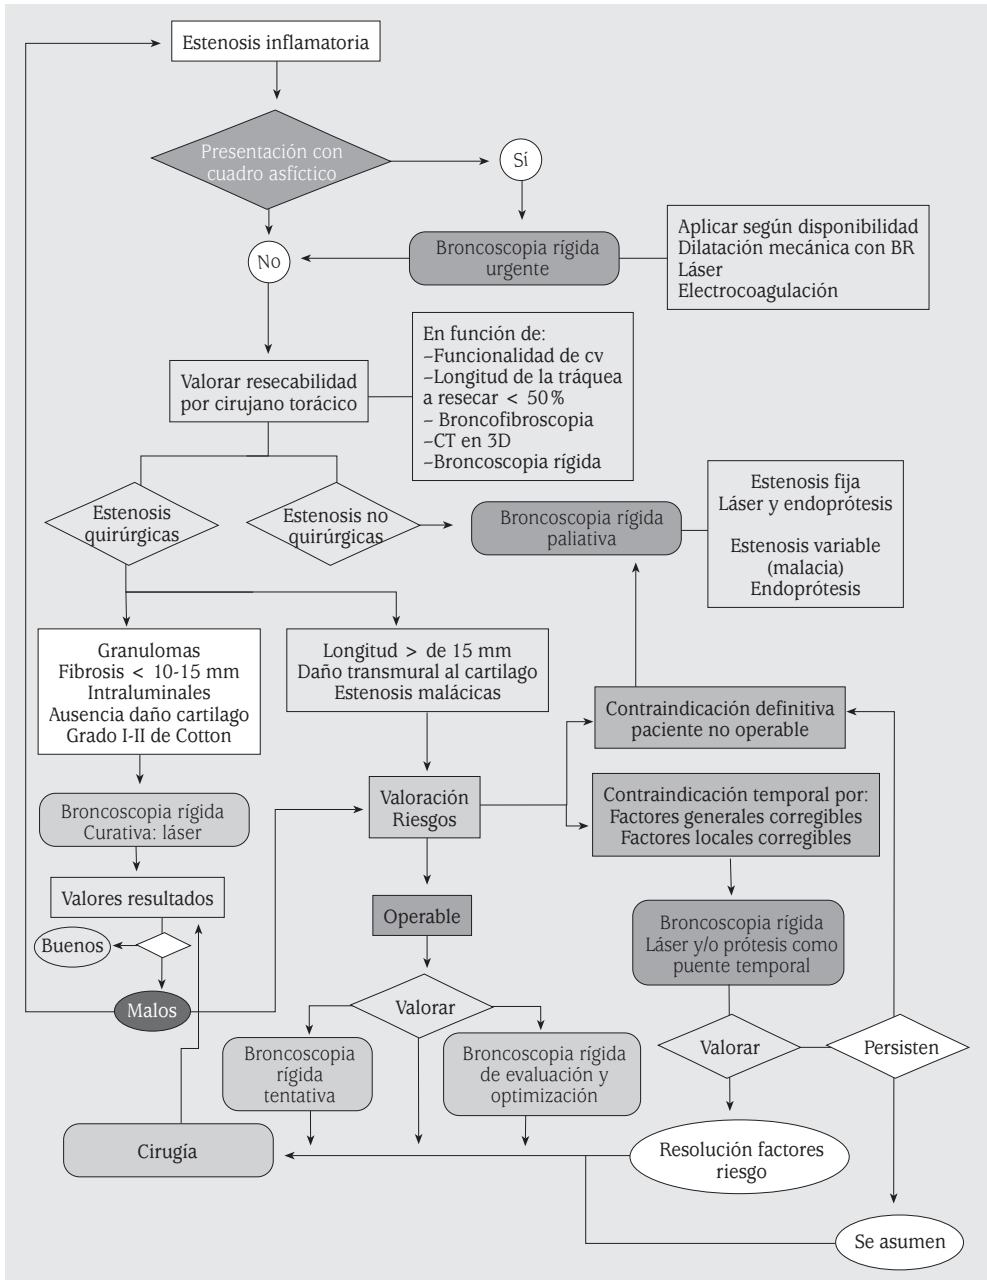 Estenosis inflamatoria
Presentación con
cuadro asfíctico
Sí
No
Broncoscopia rígida
urgente
Aplicar según disponibilidad
Dilatación mecánica con BR
Láser
Electrocoagulación
Valorar resecabilidad
por cirujano torácico
En función de:
–Funcionalidad de cv
–Longitud de la tráquea
a resecar < 50%
– Broncofibroscopia
–CT en 3D
–Broncoscopia rígida
Estenosis
quirúrgicas
Estenosis no
quirúrgicas
Broncoscopia rígida
paliativa
Estenosis fija
Láser y endoprótesis
Estenosis variable
(malacia)
Endoprótesis
Granulomas
Fibrosis < 10-15 mm
Intraluminales
Ausencia daño cartilago
Grado I-II de Cotton
Longitud > de 15 mm
Daño transmural al cartilago
Estenosis malácicas
Contraindicación definitiva
paciente no operable
Broncoscopia rígida
Curativa: láser
Valoración
Riesgos
Contraindicación temporal por:
Factores generales corregibles
Factores locales corregibles
Valores resultados
Buenos
Malos
Operable
Broncoscopia rígida
Láser y/o prótesis como
puente temporal
Valorar
Valorar
Persisten
Broncoscopia
rígida
tentativa
Broncoscopia rígida
de evaluación y
optimización
Cirugía
Resolución factores
riesgo
Se asumen